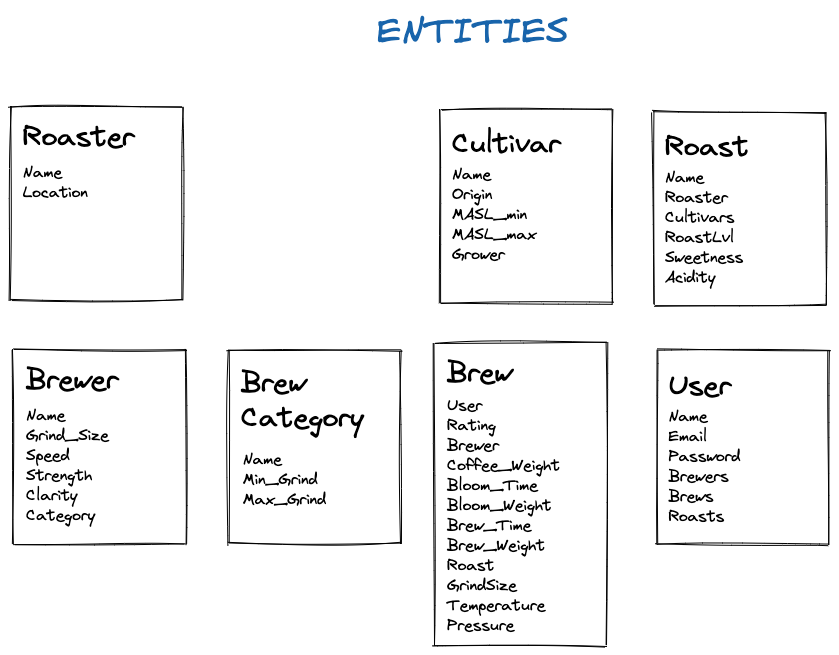 ENTITIES
Roaster
Name
Location
Cultivar
Name
Origin
MASL_min
MASL_max
Grower
Roast
Name
Roaster
Cultivars
RoastLvl
Sweetness
Acidity
Brewer
Name
Grind_Size
Speed
Strength
Clarity
Category
Brew
Category
Name
Min_Grind
Max_Grind
Brew
User
Rating
Brewer
Coffee_Weight
Bloom_Time
Bloom_Weight
Brew_Time
Brew_Weight
Roast
GrindSize
Temperature
Pressure
User
Name
Email
Password
Brewers
Brews
Roasts